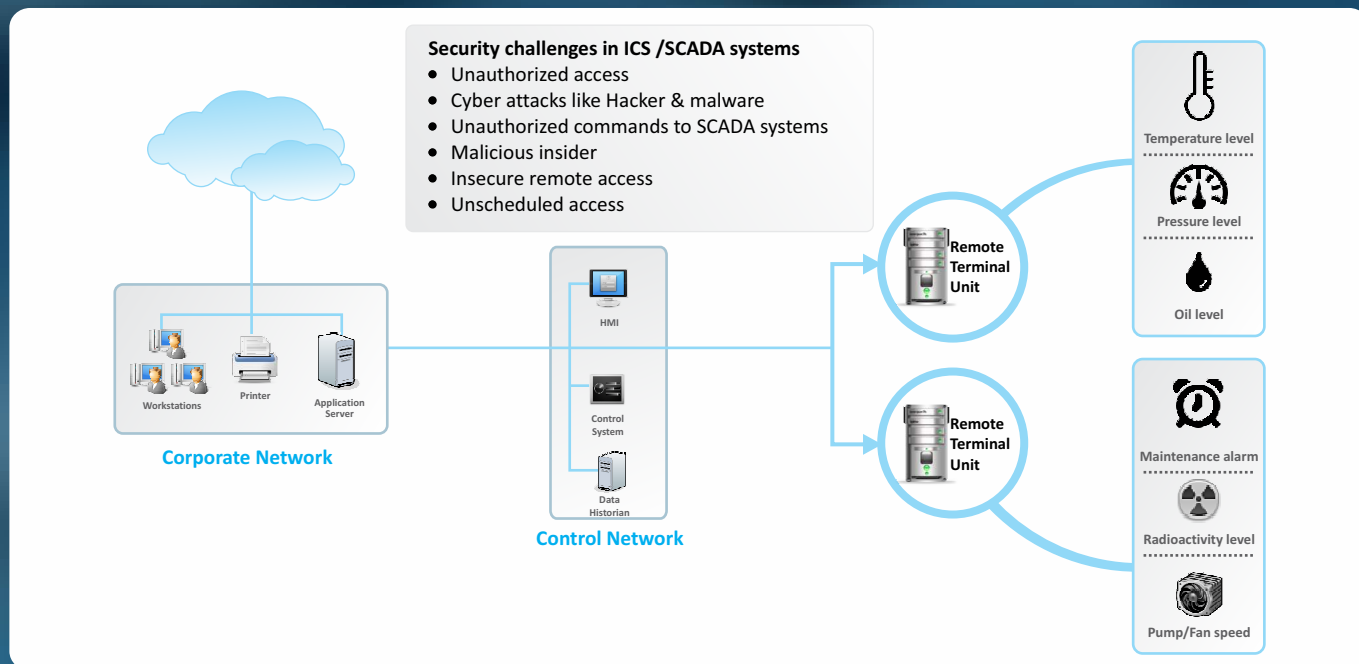 Security challenges in ICS /SCADA systems
• Unauthorized access
• Cyber attacks like Hacker & malware
• Unauthorized commands to SCADA systems
• Malicious insider
• Insecure remote access
• Unscheduled access
Workstations
Printer
Application
Server
Corporate Network
HMI
Control
System
Data
Historian
Control Network
Remote
Terminal
Unit
Remote
Terminal
Unit
Temperature level
Pressure level
Oil level
Maintenance alarm
Radioactivity level
Pump/Fan speed